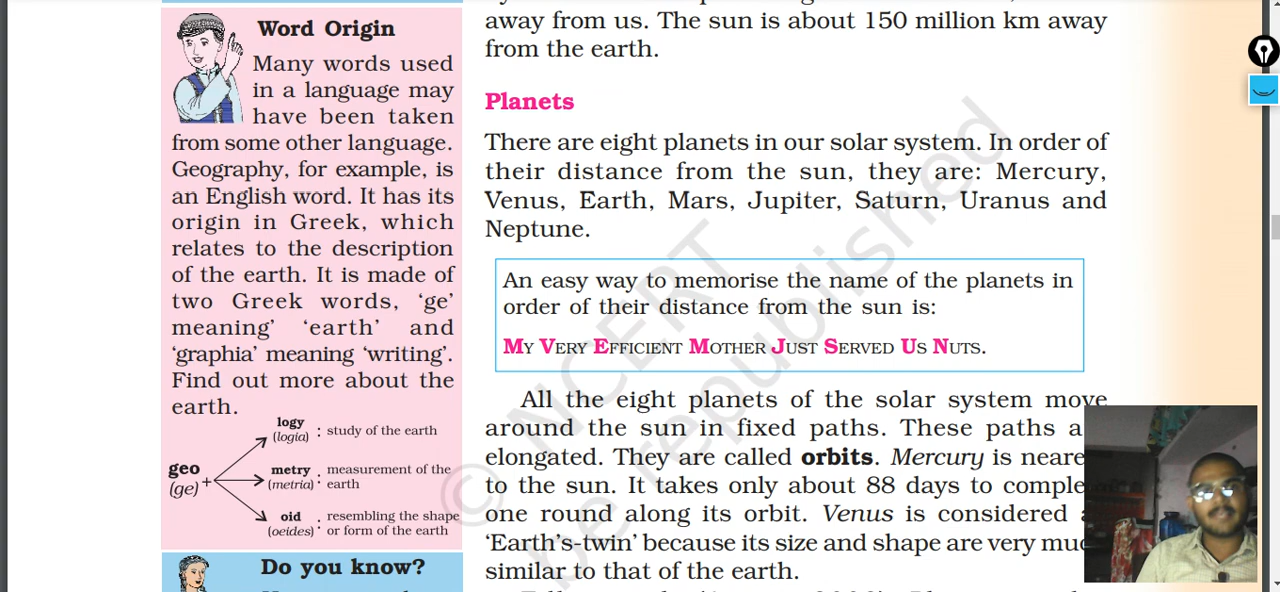 Word Origin
Many words used
in a language may
have been taken
from some other language.
Geography, for example, is
an English word. It has its
origin in Greek, which
relates to the description
of the earth. It is made of
two Greek words, ‘ge’
meaning’ ‘earth’ and
‘graphia’ meaning ‘writing’.
Find out more about the
earth.
geo
(ge) +
logy
(logia) : study of the earth
metry
(metria) : measurement of the
earth
oid
(oeides) : resembling the shape
or form of the earth
Do you know?
away from us. The sun is about 150 million km away
from the earth.
Planets
There are eight planets in our solar system. In order of
their distance from the sun, they are: Mercury,
Venus, Earth, Mars, Jupiter, Saturn, Uranus and
Neptune.
An easy way to memorise the name of the planets in
order of their distance from the sun is:
MY VERY EFFICIENT MOTHER JUST SERVED US NUTS.
All the eight planets of the solar system move
around the sun in fixed paths. These paths a
elongated. They are called orbits. Mercury is neare
to the sun. It takes only about 88 days to comple
one round along its orbit. Venus is considered
‘Earth’s-twin’ because its size and shape are very muc
similar to that of the earth.
© NCERT
be republished